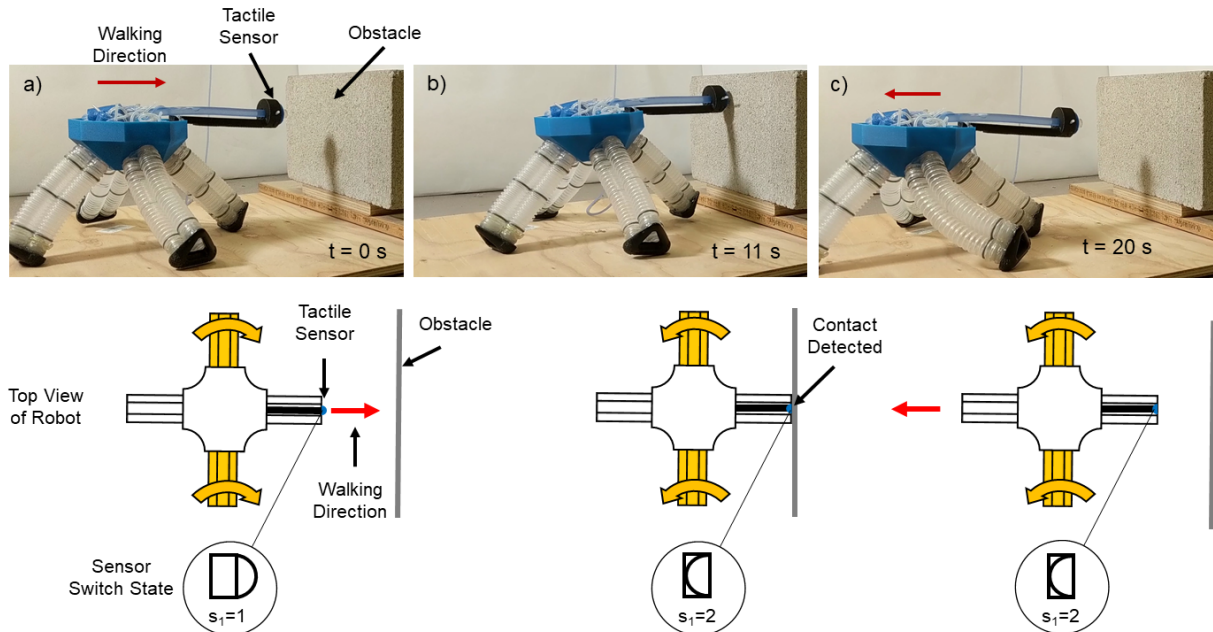 Walking
Direction
Tactile
Sensor
Obstacle
a)
t = 0 s
b)
t = 11 s
c)
t = 20 s
Tactile
Sensor
Obstacle
Contact
Detected
Top View
of Robot
Walking
Direction
Sensor
Switch State
s₁=1
s₁=2
s₁=2